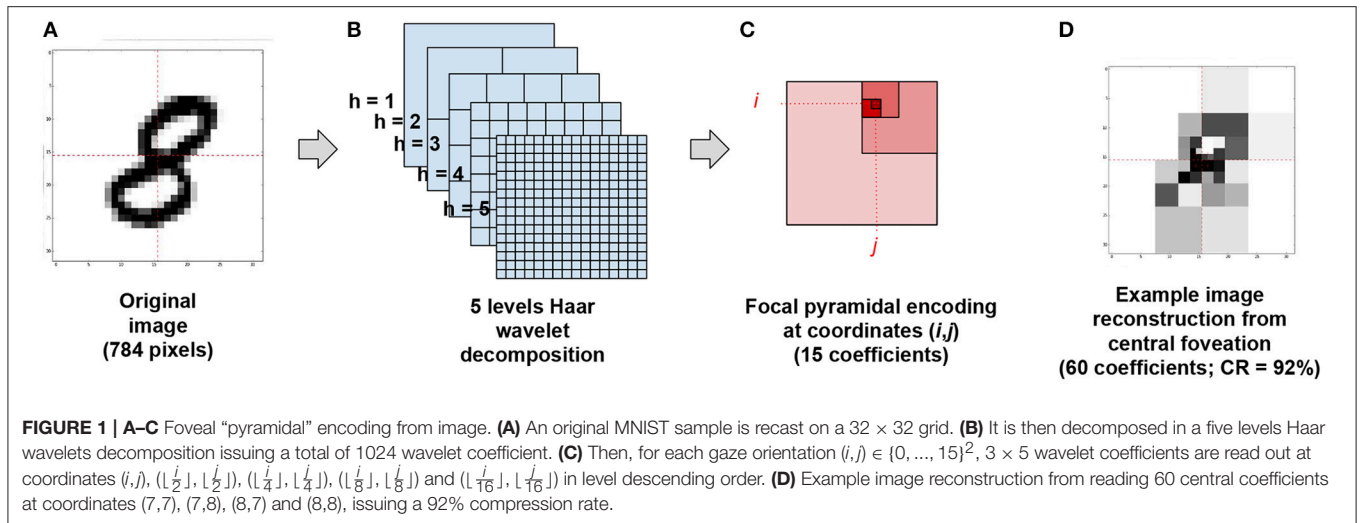 A
B
C
D
h = 1
h = 2
h = 3
h = 4
h = 5
i
j
Original
image
(784 pixels)
5 levels Haar
wavelet
decomposition
Focal pyramidal encoding
at coordinates (i,j)
(15 coefficients)
Example image
reconstruction from
central foveation
(60 coefficients; CR = 92%)
FIGURE 1 | A–C Foveal “pyramidal” encoding from image. (A) An original MNIST sample is recast on a 32 × 32 grid. (B) It is then decomposed in a five levels Haar
wavelets decomposition issuing a total of 1024 wavelet coefficient. (C) Then, for each gaze orientation (i, j) ∈ {0, ..., 15}², 3 × 5 wavelet coefficients are read out at
coordinates (i, j), (⌊i/2⌋, ⌊j/2⌋), (⌊i/4⌋, ⌊j/4⌋), (⌊i/8⌋, ⌊j/8⌋) and (⌊i/16⌋, ⌊j/16⌋) in level descending order. (D) Example image reconstruction from reading 60 central coefficients
at coordinates (7,7), (7,8), (8,7) and (8,8), issuing a 92% compression rate.